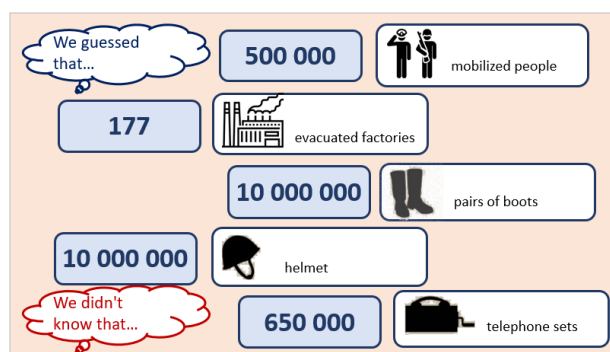 We guessed
that...
500 000
mobilized people
177
evacuated factories
10 000 000
pairs of boots
10 000 000
helmet
We didn't
know that...
650 000
telephone sets